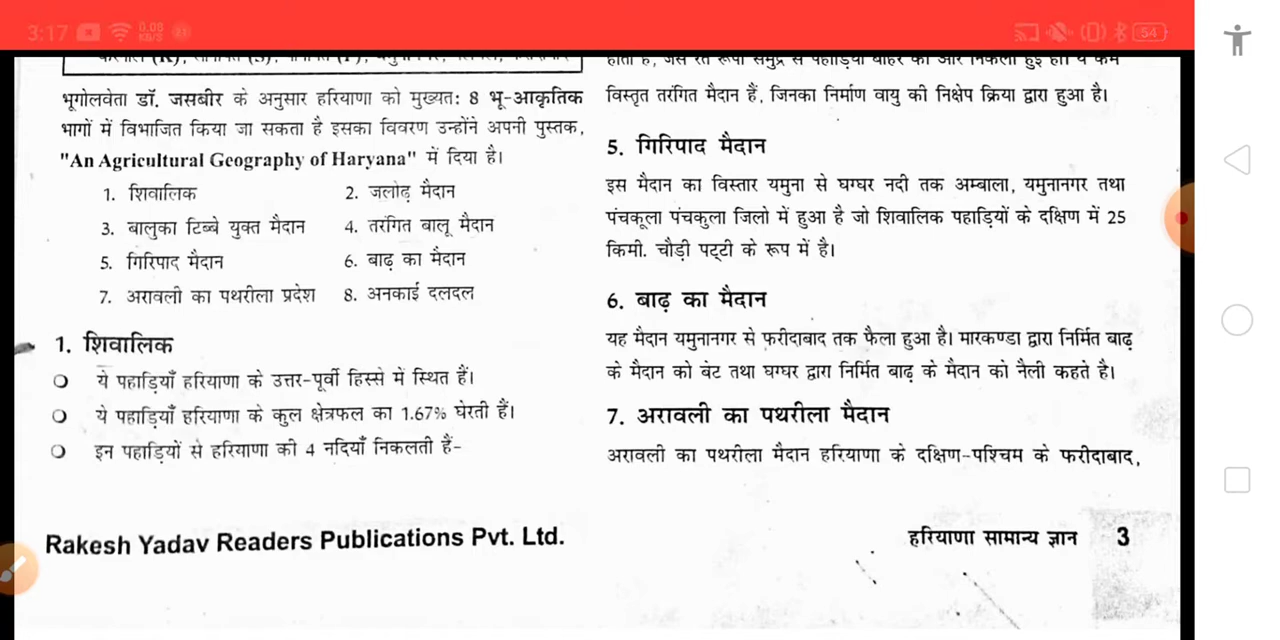 3:17
0.08
KB/S
54
भूगोलवेता डॉ. जसबीर के अनुसार हरियाणा को मुख्यत: 8 भू-आकृतिक
भागों में विभाजित किया जा सकता है इसका विवरण उन्होंने अपनी पुस्तक,
"An Agricultural Geography of Haryana" में दिया है।
1. शिवालिक
2. जलोढ़ मैदान
3. बालुका टिब्बे युक्त मैदान
4. तरंगित बालू मैदान
5. गिरिपाद मैदान
6. बाढ़ का मैदान
7. अरावली का पथरीला प्रदेश
8. अनकाई दलदल
1. शिवालिक
ये पहाड़ियाँ हरियाणा के उत्तर-पूर्वी हिस्से में स्थित हैं।
ये पहाड़ियाँ हरियाणा के कुल क्षेत्रफल का 1.67% घेरती हैं।
इन पहाड़ियों से हरियाणा की 4 नदियाँ निकलती हैं-
विस्तृत तरंगित मैदान हैं, जिनका निर्माण वायु की निक्षेप क्रिया द्वारा हुआ है।
5. गिरिपाद मैदान
इस मैदान का विस्तार यमुना से घग्घर नदी तक अम्बाला, यमुनानगर तथा
पंचकूला पंचकुला जिलो में हुआ है जो शिवालिक पहाड़ियों के दक्षिण में 25
किमी. चौड़ी पट्टी के रूप में है।
6. बाढ़ का मैदान
यह मैदान यमुनानगर से फरीदाबाद तक फैला हुआ है। मारकण्डा द्वारा निर्मित बाढ़
के मैदान को बेट तथा घग्घर द्वारा निर्मित बाढ़ के मैदान को नैली कहते है।
7. अरावली का पथरीला मैदान
अरावली का पथरीला मैदान हरियाणा के दक्षिण-पश्चिम के फरीदाबाद,
Rakesh Yadav Readers Publications Pvt. Ltd.
हरियाणा सामान्य ज्ञान 3